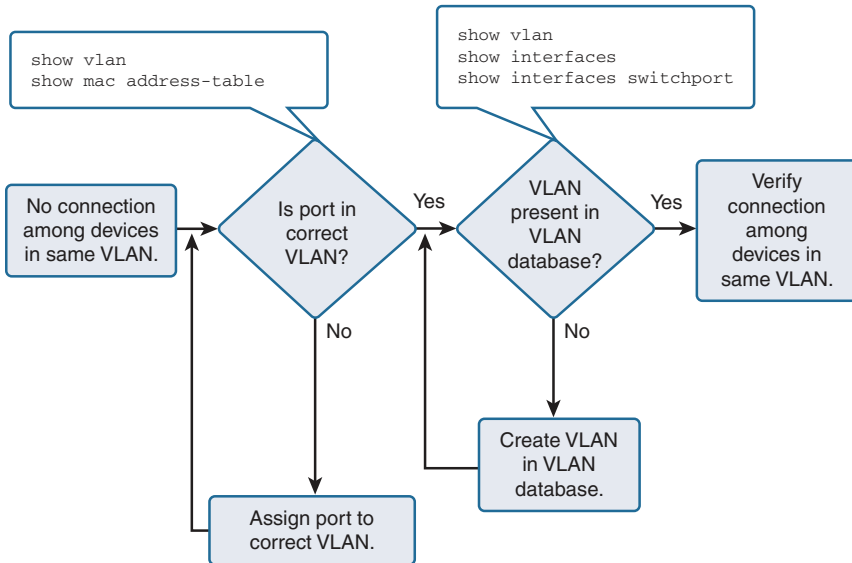 show vlan
show mac address-table
show vlan
show interfaces
show interfaces switchport
No connection
among devices
in same VLAN.
Is port in
correct
VLAN?
Yes
VLAN
present in
VLAN
database?
Yes
Verify
connection
among
devices in
same VLAN.
No
No
Create VLAN
in VLAN
database.
Assign port to
correct VLAN.